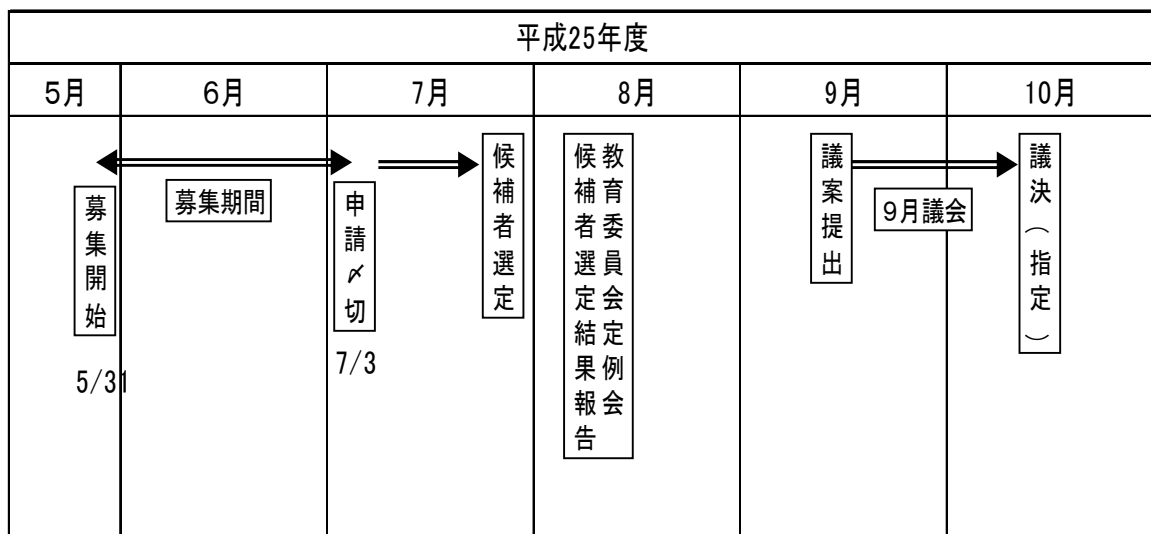 平成25年度
5月
6月
7月
8月
9月
10月
募集開始
5/31
募集期間
申請〆切
7/3
候補者選定
教育委員会定例会
候補者選定結果報告
議案提出
9月議会
議決（指定）